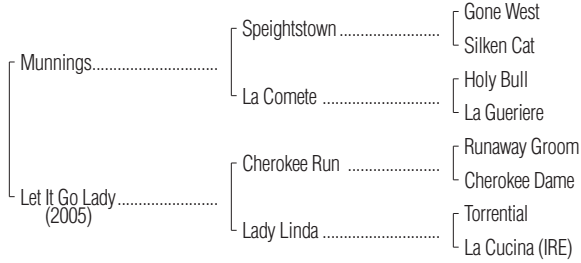 Gone West
Speightstown ....................
Silken Cat
Munnings.........................
Holy Bull
La Comete .......................
La Gueriere
Runaway Groom
Cherokee Run ..................
Cherokee Dame
Let It Go Lady....................
(2005)
Torrential
Lady Linda .......................
La Cucina (IRE)